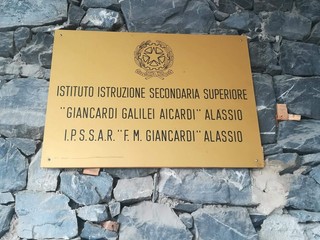 ISTITUTO ISTRUZIONE SECONDARIA SUPERIORE
"GIANCARDI GALILEI AICARDI" ALASSIO
I.P.S.S.A.R. "F. M. GIANCARDI" ALASSIO